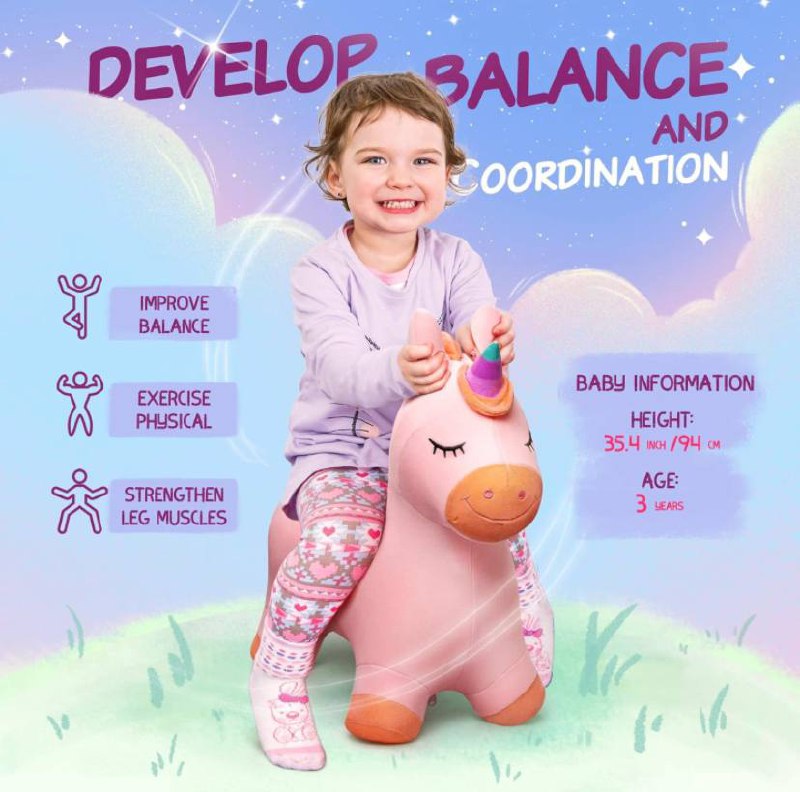 DEVELOP BALANCE
AND
COORDINATION
IMPROVE
BALANCE
EXERCISE
PHYSICAL
STRENGTHEN
LEG MUSCLES
BABY INFORMATION
HEIGHT:
35.4 INCH /94 CM
AGE:
3 YEARS